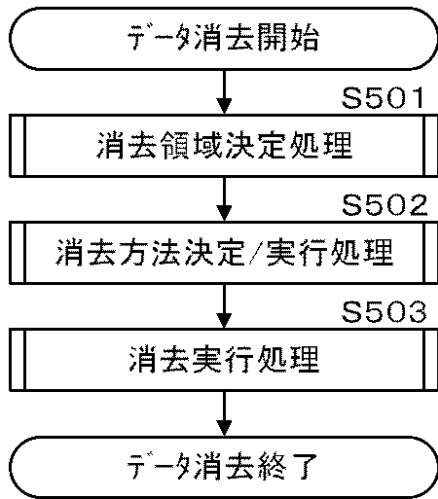 データ消去開始
S501
消去領域決定処理
S502
消去方法決定/実行処理
S503
消去実行処理
データ消去終了